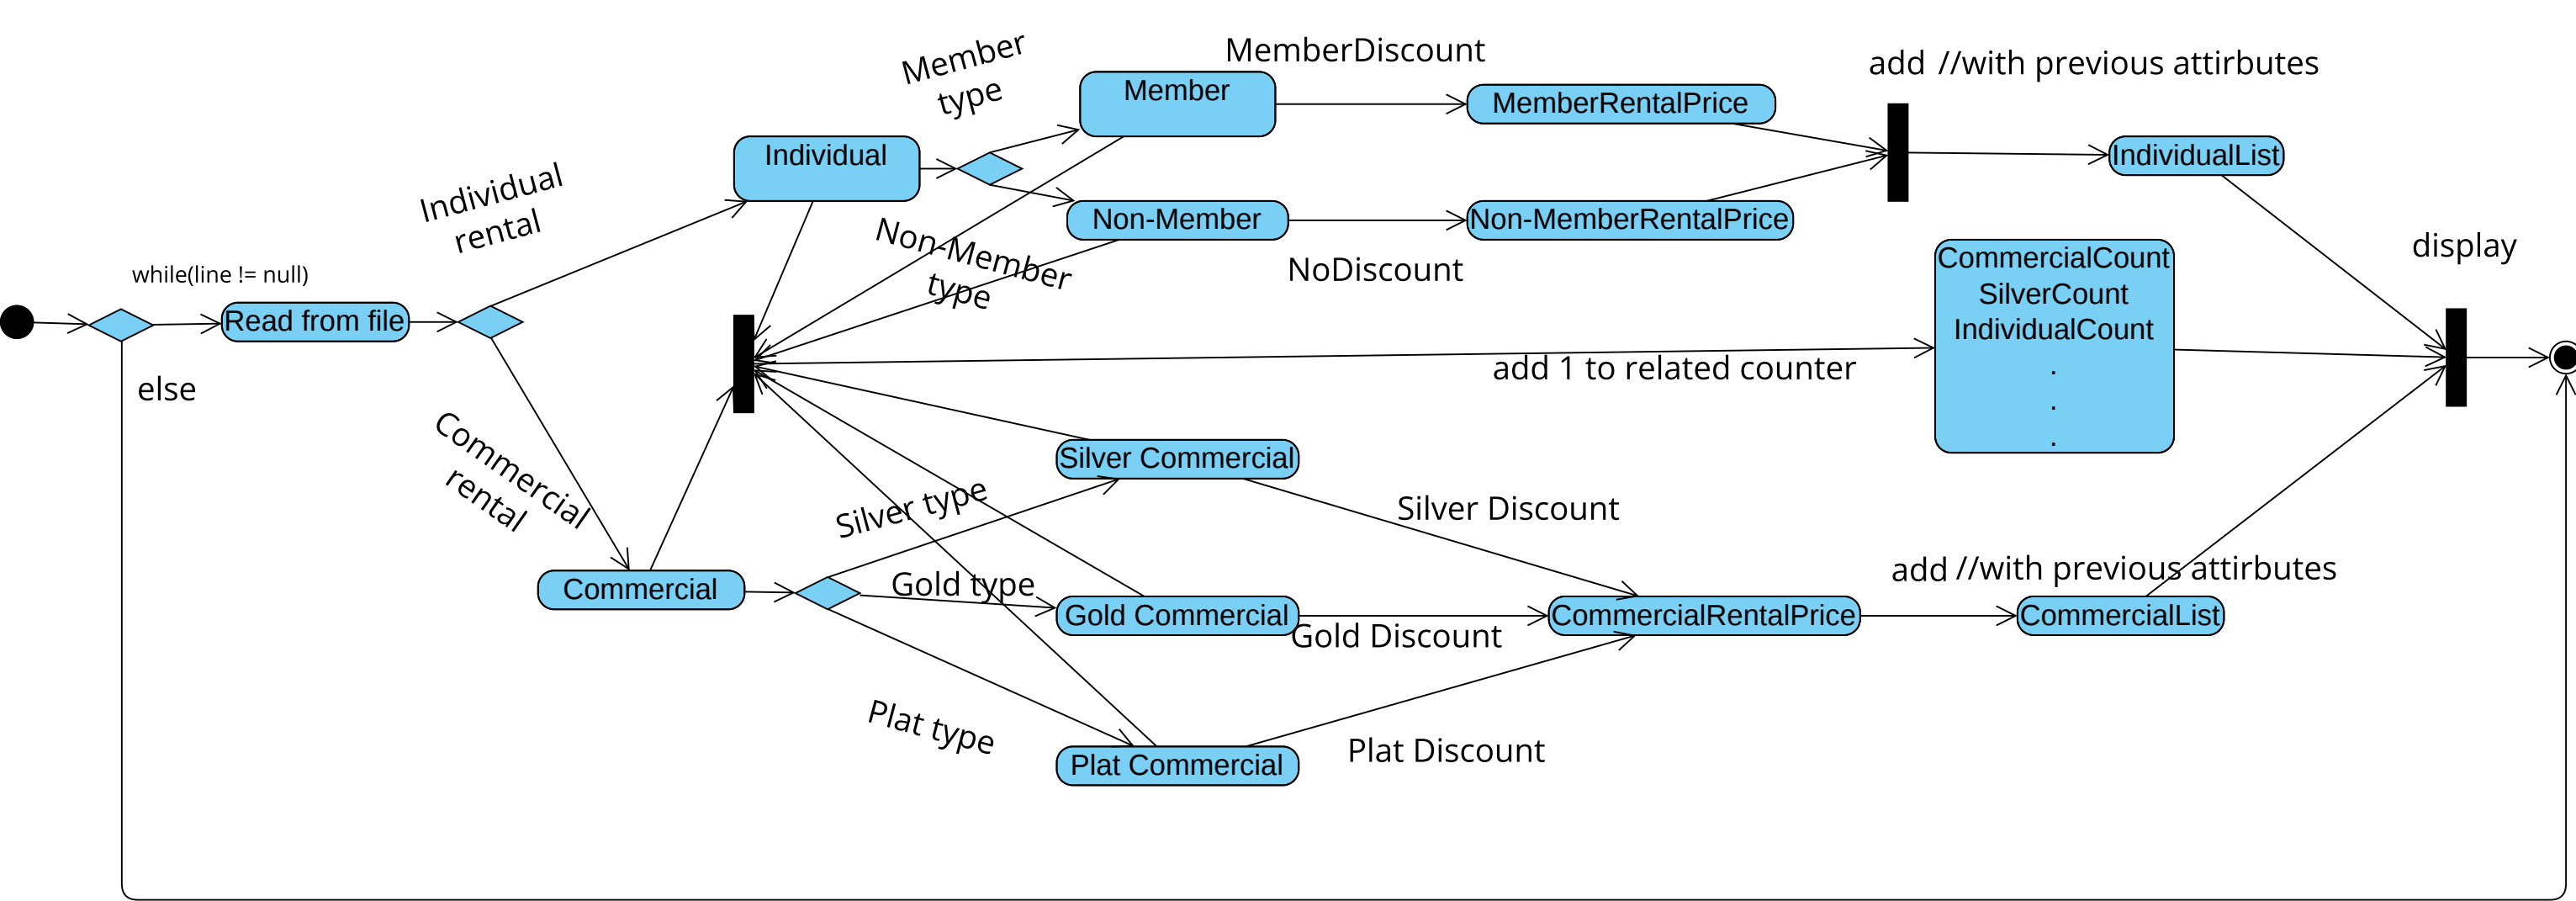 Member
type
MemberDiscount
add //with previous attirbutes
Member
MemberRentalPrice
Individual
IndividualList
Individual
rental
Non-Member
Non-MemberRentalPrice
Non-Member
type
NoDiscount
display
while(line != null)
Read from file
CommercialCount
SilverCount
IndividualCount
.
.
.
add 1 to related counter
else
Commercial
rental
Silver Commercial
Silver type
Silver Discount
Commercial
Gold type
Gold Commercial
Gold Discount
CommercialRentalPrice
add //with previous attirbutes
CommercialList
Plat type
Plat Commercial
Plat Discount